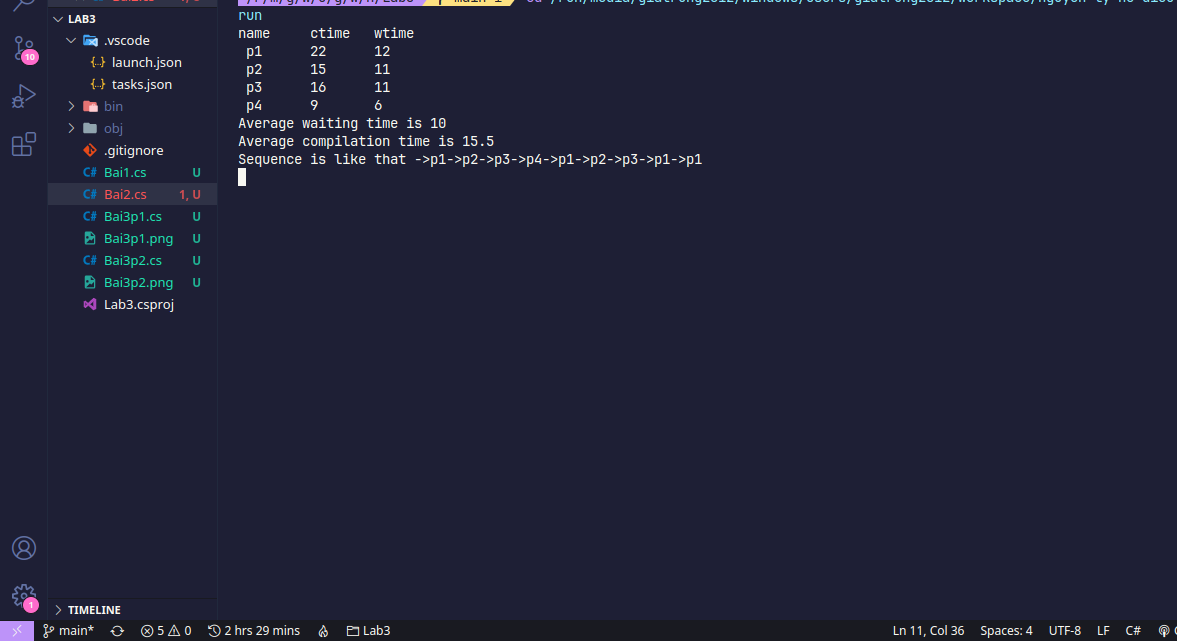 LAB3
.vscode
{..} launch.json
{..} tasks.json
bin
obj
.gitignore
C# Bai1.cs U
C# Bai2.cs 1, U
C# Bai3p1.cs U
Bai3p1.png U
C# Bai3p2.cs U
Bai3p2.png U
Lab3.csproj
TIMELINE
10
1
run
name ctime wtime
p1 22 12
p2 15 11
p3 16 11
p4 9 6
Average waiting time is 10
Average compilation time is 15.5
Sequence is like that ->p1->p2->p3->p4->p1->p2->p3->p1->p1
main* 5 0 2 hrs 29 mins Lab3 Ln 11, Col 36 Spaces: 4 UTF-8 LF C#